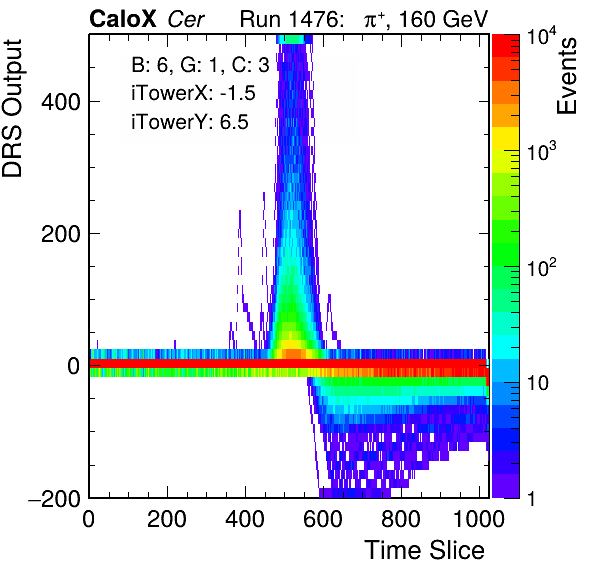 CaloX Cer Run 1476: π⁺, 160 GeV
B: 6, G: 1, C: 3
iTowerX: -1.5
iTowerY: 6.5
DRS Output
400
200
0
−200
0 200 400 600 800 1000
Time Slice
Events
10⁴
10³
10²
10
1